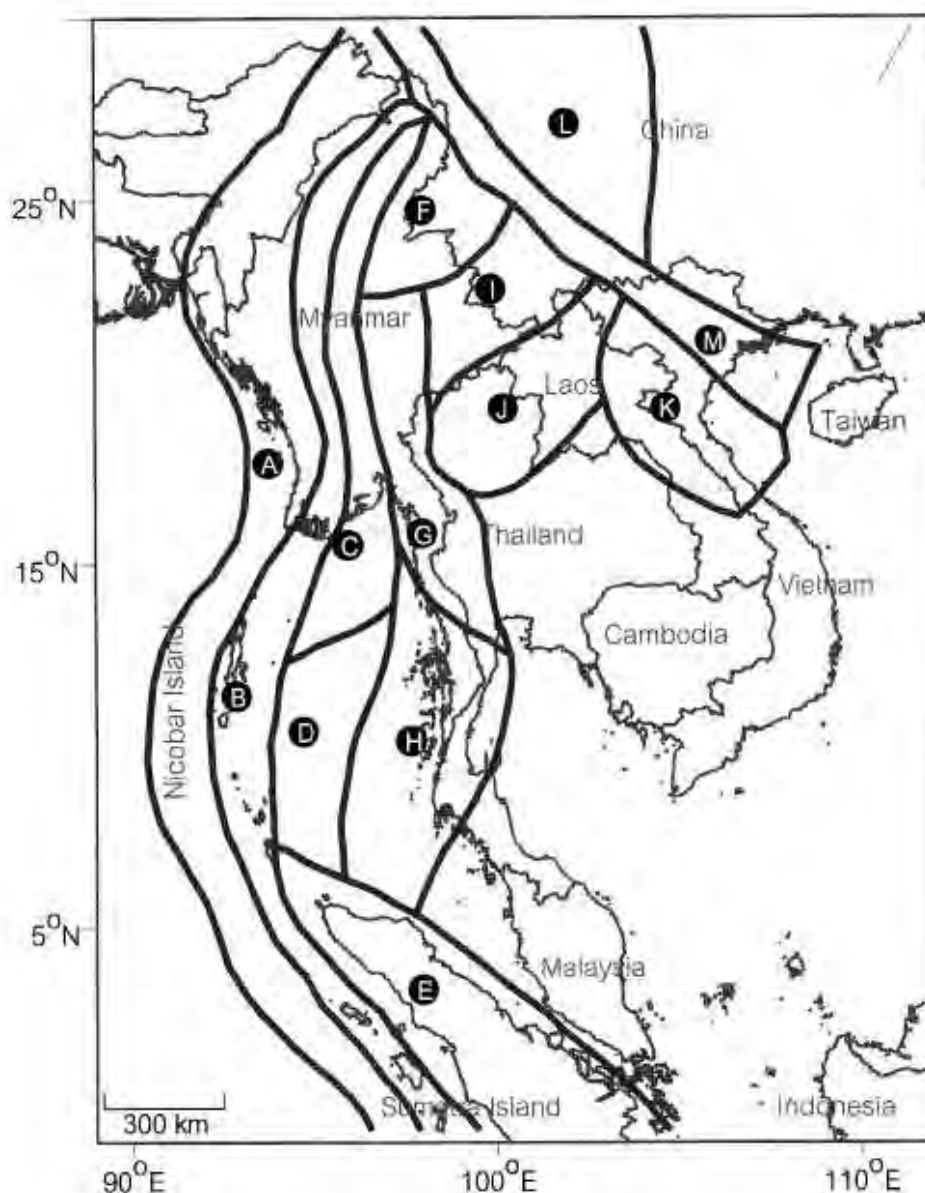 L
China
25°N
F
I
Myanmar
M
Laos
J
K
Taiwan
A
C
G
Thailand
15°N
Vietnam
Nicobar Island
Cambodia
B
D
H
5°N
Malaysia
E
300 km
Sumatra Island
Indonesia
90°E
100°E
110°E